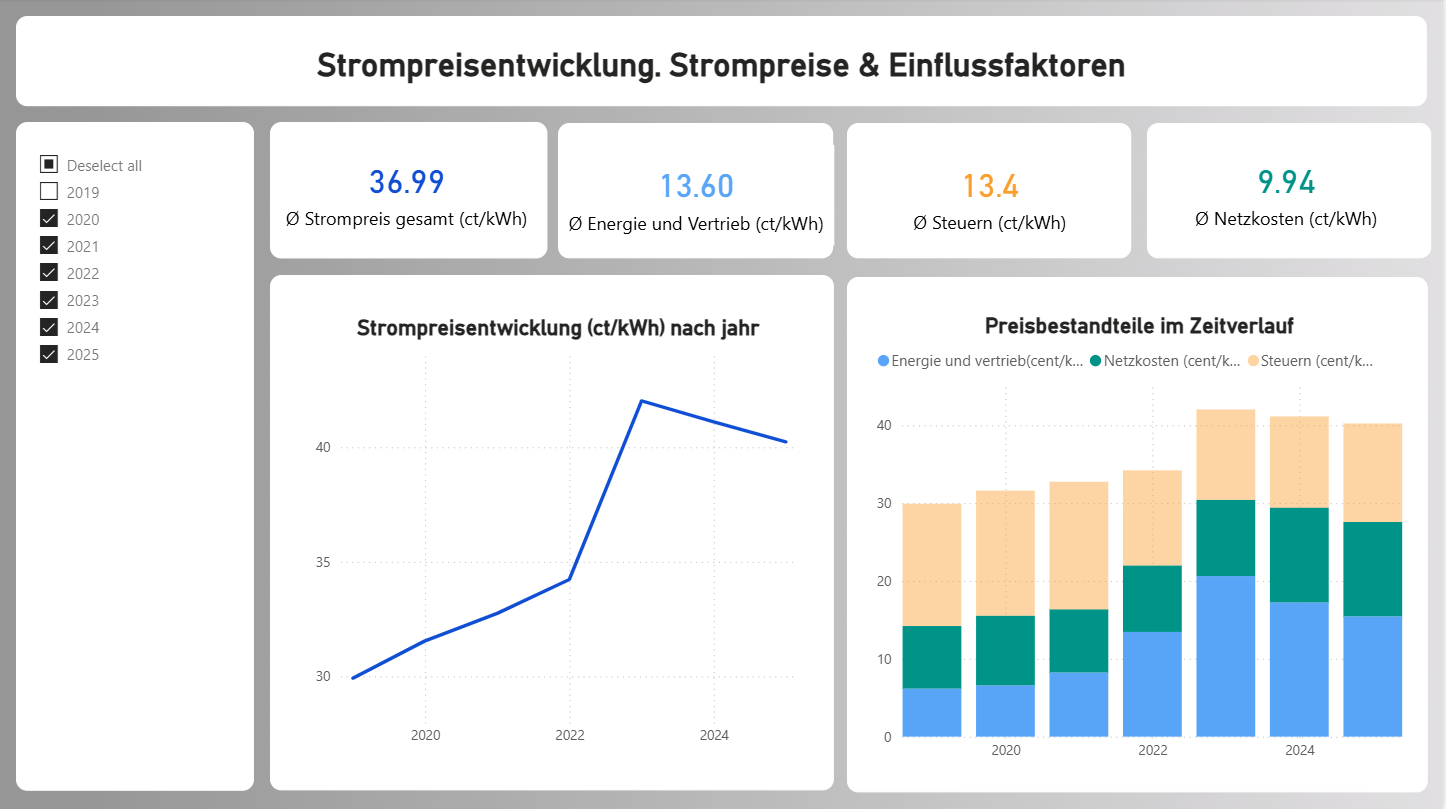 Strompreisentwicklung. Strompreise & Einflussfaktoren
Deselect all
2019
2020
2021
2022
2023
2024
2025
36.99
Ø Strompreis gesamt (ct/kWh)
13.60
Ø Energie und Vertrieb (ct/kWh)
13.4
Ø Steuern (ct/kWh)
9.94
Ø Netzkosten (ct/kWh)
Strompreisentwicklung (ct/kWh) nach jahr
40
35
30
2020 2022 2024
Preisbestandteile im Zeitverlauf
Energie und vertrieb(cent/k... Netzkosten (cent/k... Steuern (cent/k...
40
30
20
10
0
2020 2022 2024